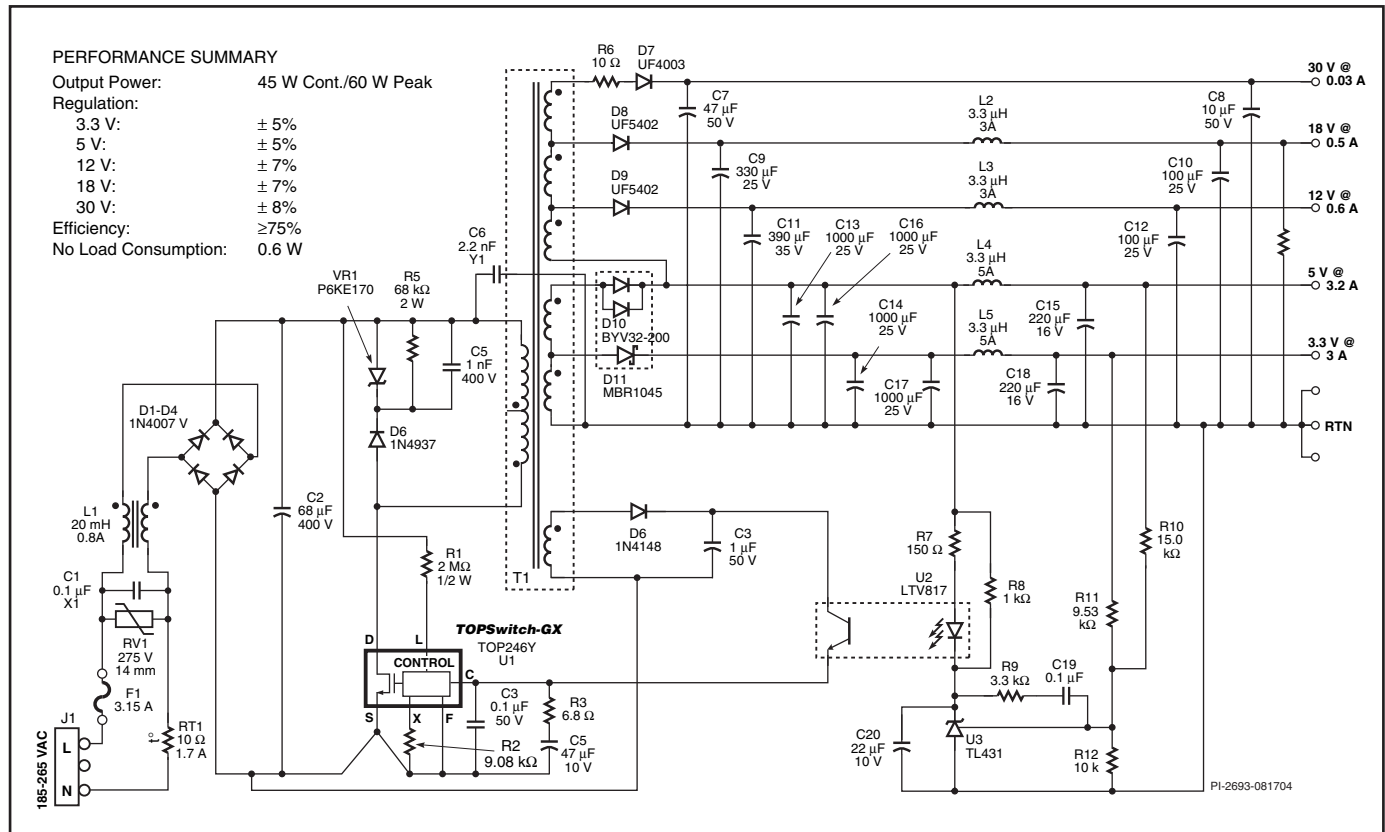 PERFORMANCE SUMMARY
Output Power: 45 W Cont./60 W Peak
Regulation:
3.3 V: ± 5%
5 V: ± 5%
12 V: ± 7%
18 V: ± 7%
30 V: ± 8%
Efficiency: ≥75%
No Load Consumption: 0.6 W
R6
10 Ω
D7
UF4003
C7
47 µF
50 V
C8
10 µF
50 V
30 V @
0.03 A
D8
UF5402
L2
3.3 µH
3A
18 V @
0.5 A
C9
330 µF
25 V
C10
100 µF
25 V
D9
UF5402
L3
3.3 µH
3A
12 V @
0.6 A
C11
390 µF
35 V
C13
1000 µF
25 V
C16
1000 µF
25 V
C12
100 µF
25 V
L4
3.3 µH
5A
5 V @
3.2 A
C6
2.2 nF
Y1
VR1
P6KE170
R5
68 kΩ
2 W
C5
1 nF
400 V
D10
BYV32-200
D11
MBR1045
C14
1000 µF
25 V
L5
3.3 µH
5A
C15
220 µF
16 V
3.3 V @
3 A
C17
1000 µF
25 V
C18
220 µF
16 V
RTN
D1-D4
1N4007 V
D6
1N4937
L1
20 mH
0.8A
C2
68 µF
400 V
C1
0.1 µF
X1
RV1
275 V
14 mm
F1
3.15 A
J1
L
N
185-265 VAC
RT1
10 Ω
1.7 A
t°
R1
2 MΩ
1/2 W
T1
D6
1N4148
C3
1 µF
50 V
R7
150 Ω
R8
1 kΩ
R10
15.0
kΩ
U2
LTV817
R11
9.53
kΩ
TOPSwitch-GX
TOP246Y
U1
D
L
CONTROL
C
S
X
F
C3
0.1 µF
50 V
R3
6.8 Ω
C5
47 µF
10 V
R2
9.08 kΩ
R9
3.3 kΩ
C19
0.1 µF
C20
22 µF
10 V
U3
TL431
R12
10 k
PI-2693-081704